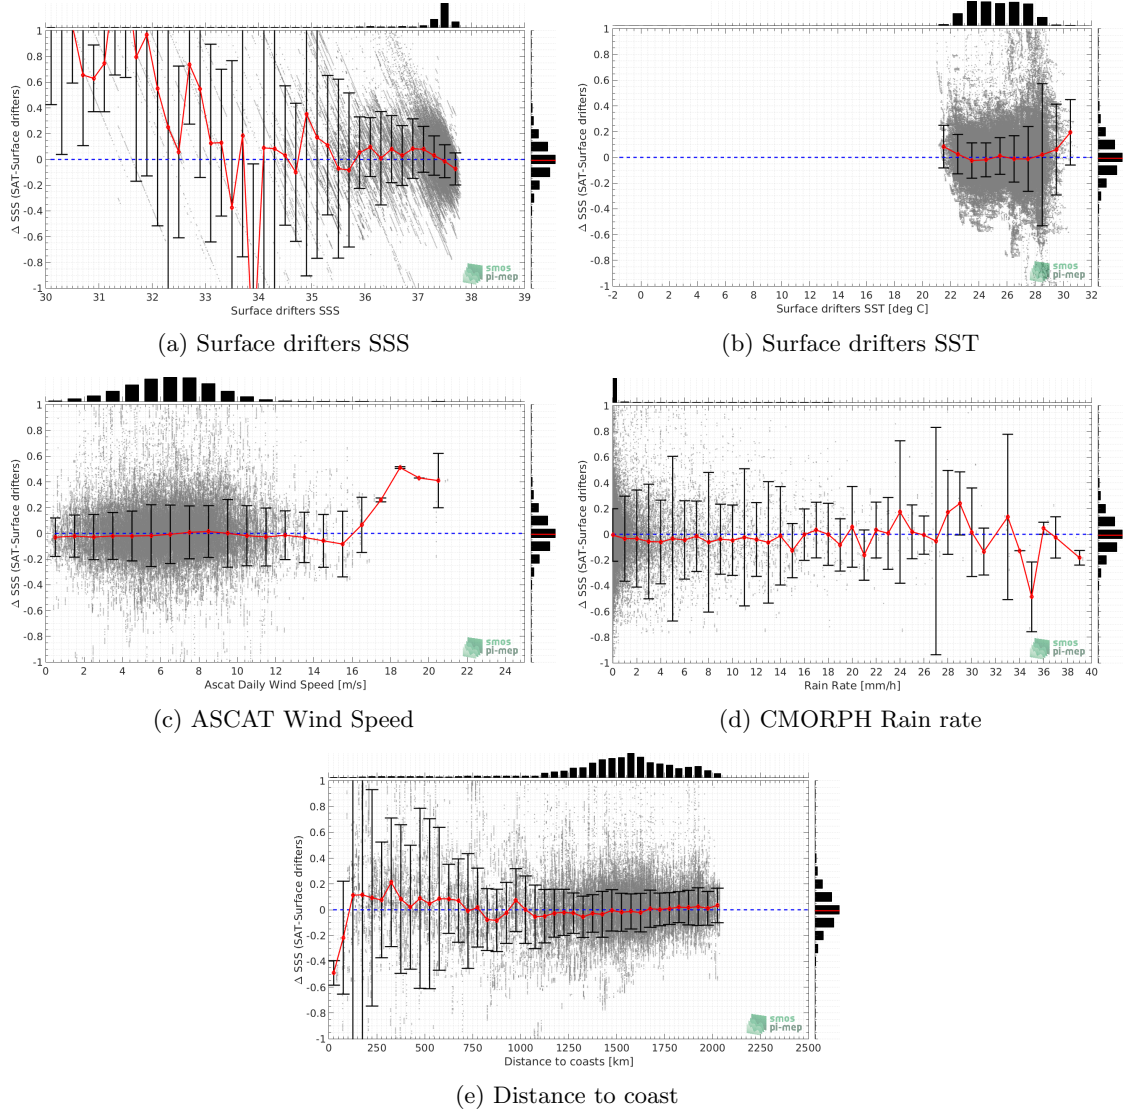 1
0.8
0.6
0.4
0.2
0
-0.2
-0.4
-0.6
-0.8
-1
Δ SSS (SAT-Surface drifters)
30 31 32 33 34 35 36 37 38 39
Surface drifters SSS
smos
pi-mep
(a) Surface drifters SSS
1
0.8
0.6
0.4
0.2
0
-0.2
-0.4
-0.6
-0.8
-1
Δ SSS (SAT-Surface drifters)
-2 0 2 4 6 8 10 12 14 16 18 20 22 24 26 28 30 32
Surface drifters SST [deg C]
smos
pi-mep
(b) Surface drifters SST
1
0.8
0.6
0.4
0.2
0
-0.2
-0.4
-0.6
-0.8
-1
Δ SSS (SAT-Surface drifters)
0 2 4 6 8 10 12 14 16 18 20 22 24
Ascat Daily Wind Speed [m/s]
smos
pi-mep
(c) ASCAT Wind Speed
1
0.8
0.6
0.4
0.2
0
-0.2
-0.4
-0.6
-0.8
-1
Δ SSS (SAT-Surface drifters)
0 2 4 6 8 10 12 14 16 18 20 22 24 26 28 30 32 34 36 38 40
Rain Rate [mm/h]
smos
pi-mep
(d) CMORPH Rain rate
1
0.8
0.6
0.4
0.2
0
-0.2
-0.4
-0.6
-0.8
-1
Δ SSS (SAT-Surface drifters)
0 250 500 750 1000 1250 1500 1750 2000 2250 2500
Distance to coasts [km]
smos
pi-mep
(e) Distance to coast